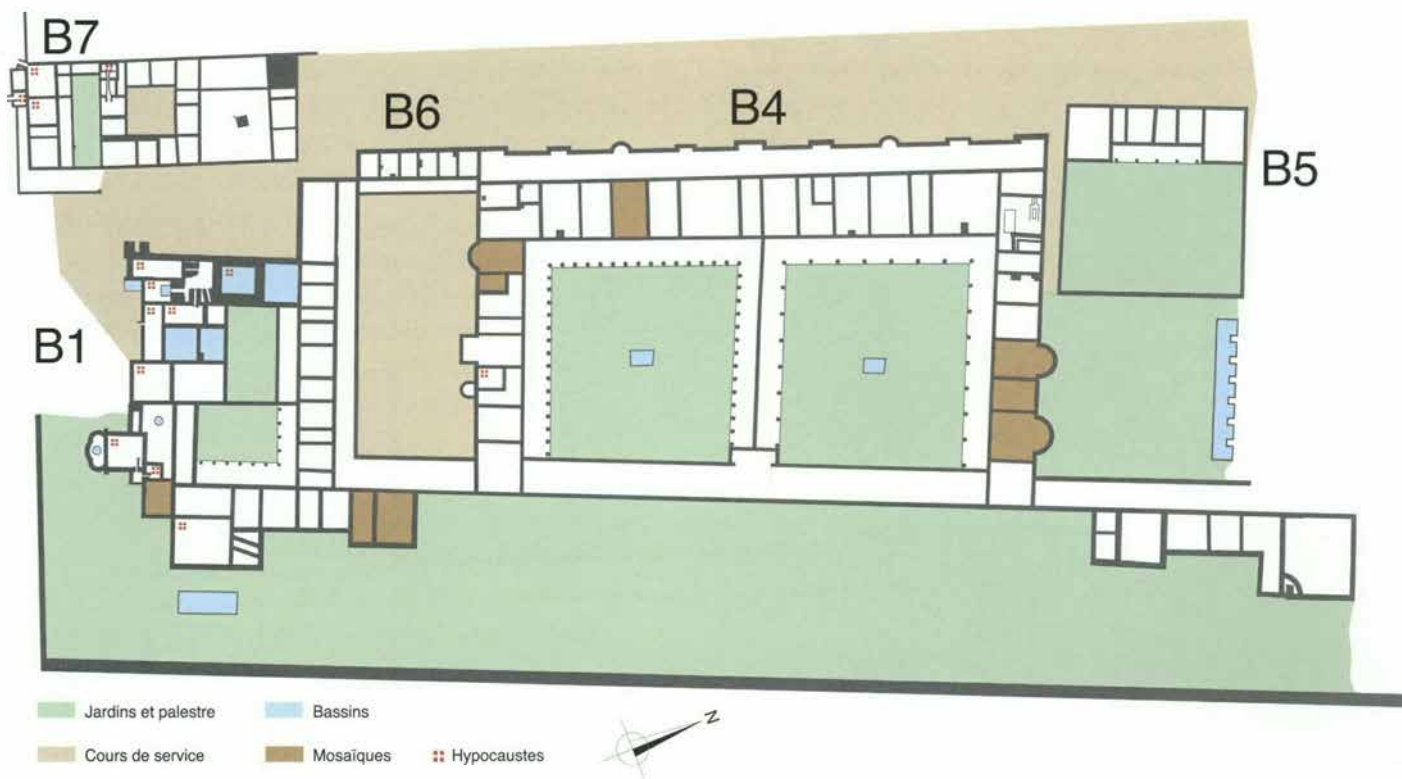 B7
B6
B4
B5
B1
Jardins et palestre
Bassins
Cours de service
Mosaïques
Hypocaustes
N